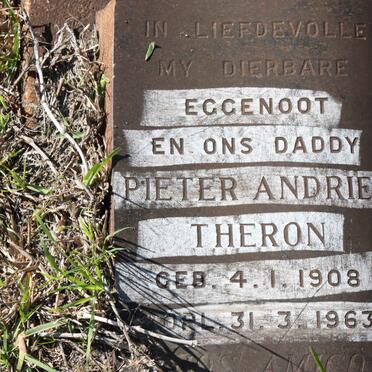 IN LIEFDEVOLLE
MY DIERBARE
EGGENOOT
EN ONS DADDY
PIETER ANDRIE
THERON
GEB. 4.1.1908
ORL. 31.3.1963